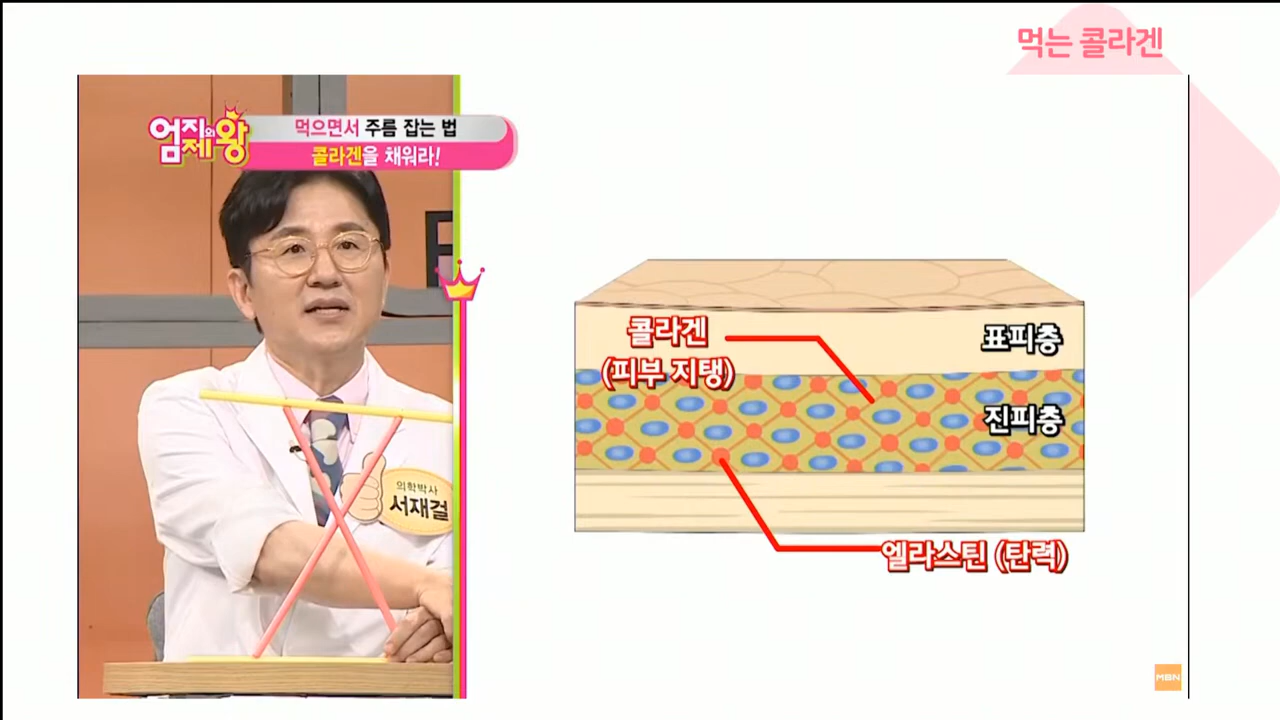 먹는 콜라겐
엄지의 제왕
먹으면서 주름 잡는 법
콜라겐을 채워라!
콜라겐
(피부 지탱)
표피층
진피층
의학박사
서재걸
엘라스틴 (탄력)
MBN